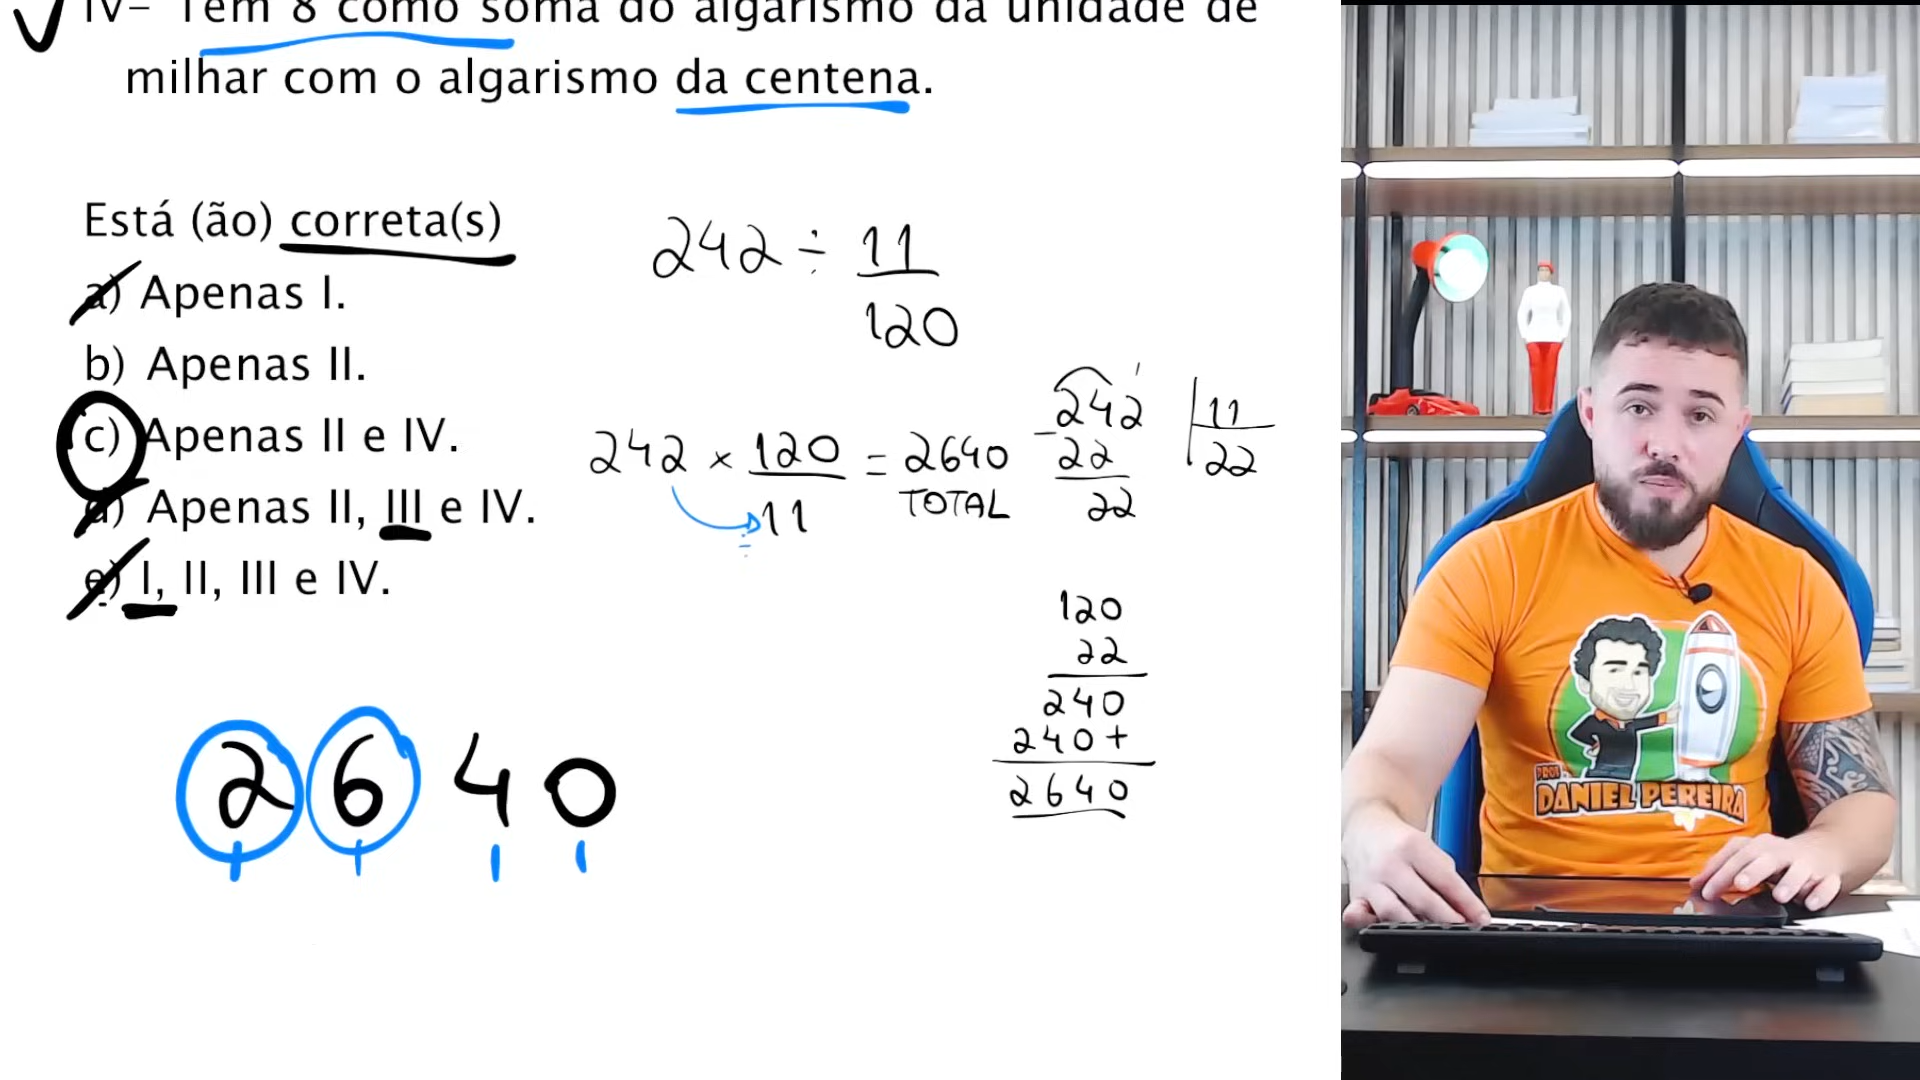 IV- Tem 8 como soma do algarismo da unidade de
milhar com o algarismo da centena.
Está (ão) correta(s)
a) Apenas I.
b) Apenas II.
c) Apenas II e IV.
d) Apenas II, III e IV.
e) I, II, III e IV.
242 ÷ 11
120
242 × 120 = 2640
11
TOTAL
242 11
- 22 22
22
120
22
240
240+
2640
2640
PROF.
DANIEL PEREIRA